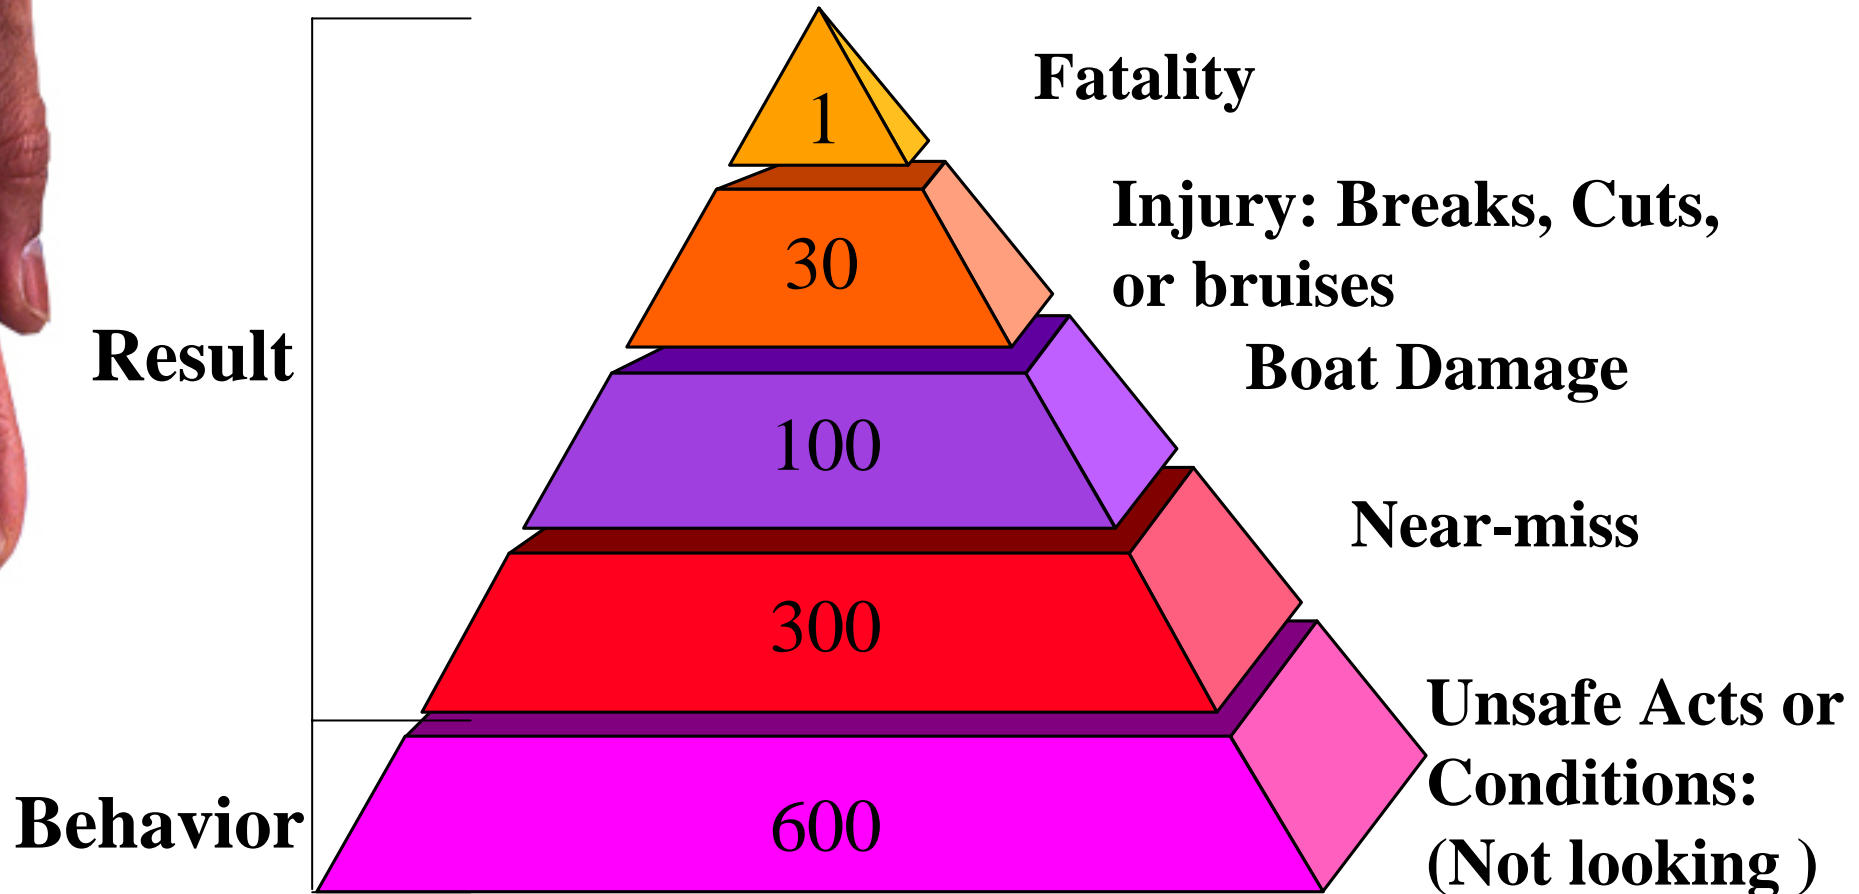 1
Fatality
30
Injury: Breaks, Cuts,
or bruises
Result
100
Boat Damage
300
Near-miss
Behavior
600
Unsafe Acts or
Conditions:
(Not looking )